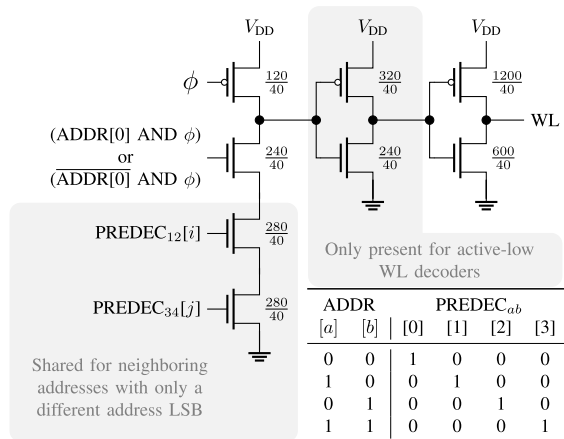 V_DD V_DD V_DD
ϕ 120/40 320/40 1200/40
WL
(ADDR[0] AND ϕ)
or
(\overline{ADDR[0]} AND ϕ)
240/40 240/40 600/40
PREDEC_12[i] 280/40
PREDEC_34[j] 280/40
Only present for active-low
WL decoders
Shared for neighboring
addresses with only a
different address LSB
ADDR PREDEC_ab
[a] [b] [0] [1] [2] [3]
0 0 1 0 0 0
1 0 0 1 0 0
0 1 0 0 1 0
1 1 0 0 0 1